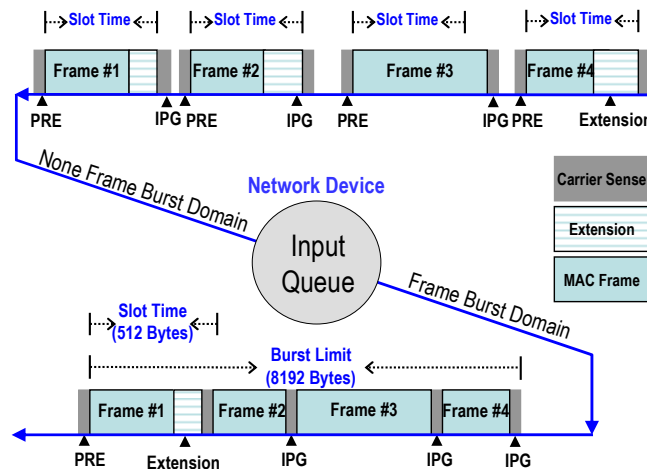 Slot Time Slot Time Slot Time Slot Time
Frame #1 Frame #2 Frame #3 Frame #4
PRE IPG PRE IPG PRE IPG PRE Extension
None Frame Burst Domain
Network Device
Input
Queue
Carrier Sense
Extension
MAC Frame
Frame Burst Domain
Slot Time
(512 Bytes)
Burst Limit
(8192 Bytes)
Frame #1 Frame #2 Frame #3 Frame #4
PRE Extension IPG IPG IPG